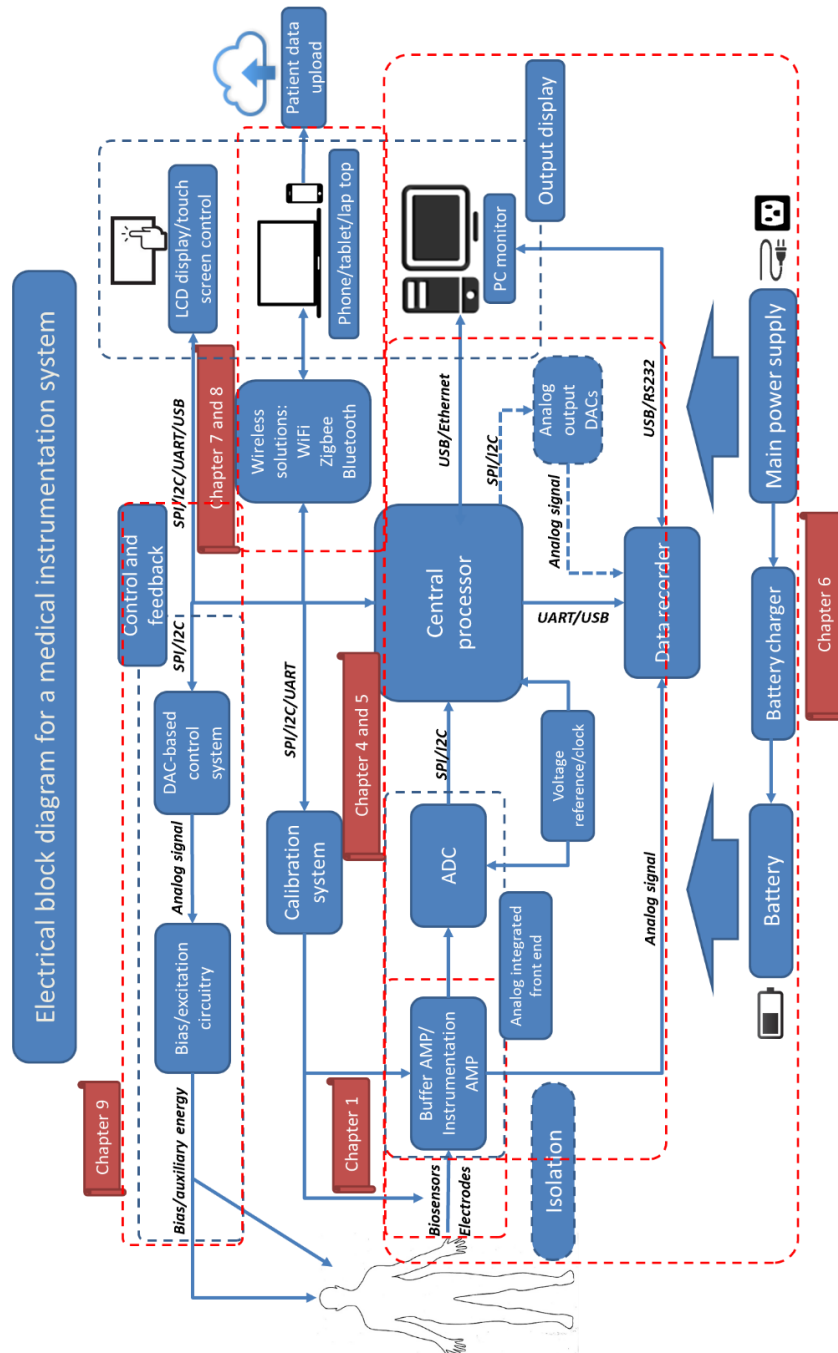 Electrical block diagram for a medical instrumentation system
Chapter 9
Bias/auxiliary energy
Bias/excitation
circuitry
Analog signal
DAC-based
control
system
SPI/I2C
Control and
feedback
SPI/I2C/UART/USB
LCD display/touch
screen control
Chapter 7 and 8
Patient data
upload
Chapter 1
Calibration
system
SPI/I2C/UART
Wireless
solutions:
WiFi
Zigbee
Bluetooth
Phone/tablet/lap top
Chapter 4 and 5
Biosensors
Electrodes
Buffer AMP/
Instrumentation
AMP
ADC
SPI/I2C
Central
processor
USB/Ethernet
PC monitor
Analog integrated
front end
Voltage
reference/clock
SPI/I2C
Analog
output
DACs
Analog signal
UART/USB
Output display
Isolation
Analog signal
Data recorder
USB/RS232
Battery
Battery charger
Main power supply
Chapter 6